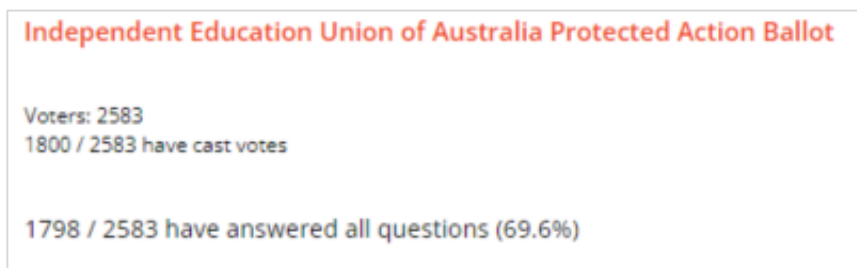 Independent Education Union of Australia Protected Action Ballot
Voters: 2583
1800 / 2583 have cast votes
1798 / 2583 have answered all questions (69.6%)